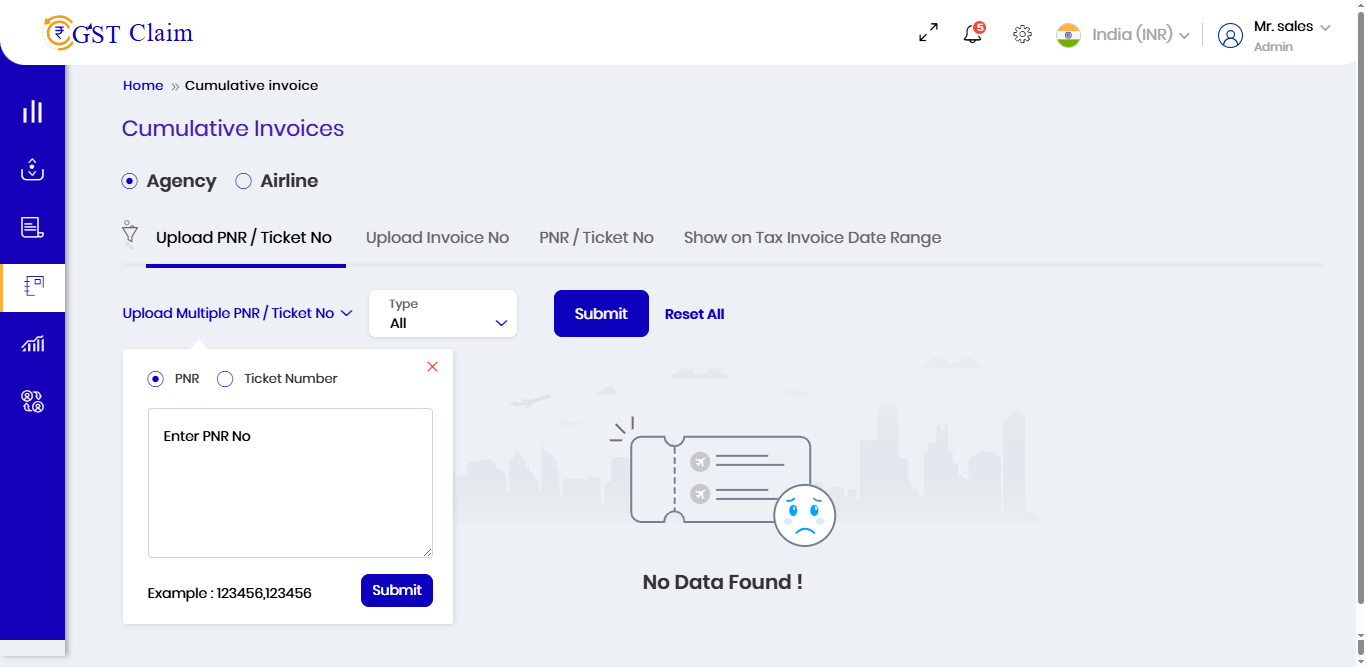 GST Claim
5
India (INR)
Mr. sales
Admin
Home » Cumulative invoice
Cumulative Invoices
Agency Airline
Upload PNR / Ticket No Upload Invoice No PNR / Ticket No Show on Tax Invoice Date Range
Upload Multiple PNR / Ticket No
Type
All
Submit Reset All
PNR Ticket Number
Enter PNR No
Example : 123456,123456
Submit
No Data Found !